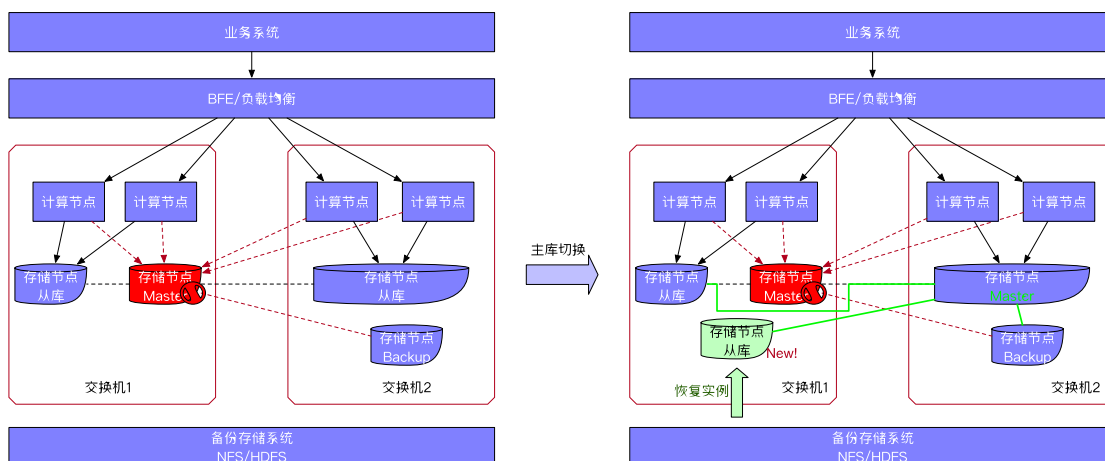 业务系统
BFE/负载均衡
计算节点
计算节点
计算节点
计算节点
存储节点
从库
存储节点
Master
存储节点
从库
存储节点
Backup
交换机1
交换机2
备份存储系统
NFS/HDFS
主库切换
业务系统
BFE/负载均衡
计算节点
计算节点
计算节点
计算节点
存储节点
从库
存储节点
Master
存储节点
Master
存储节点
从库
New!
存储节点
Backup
恢复实例
交换机1
交换机2
备份存储系统
NFS/HDFS